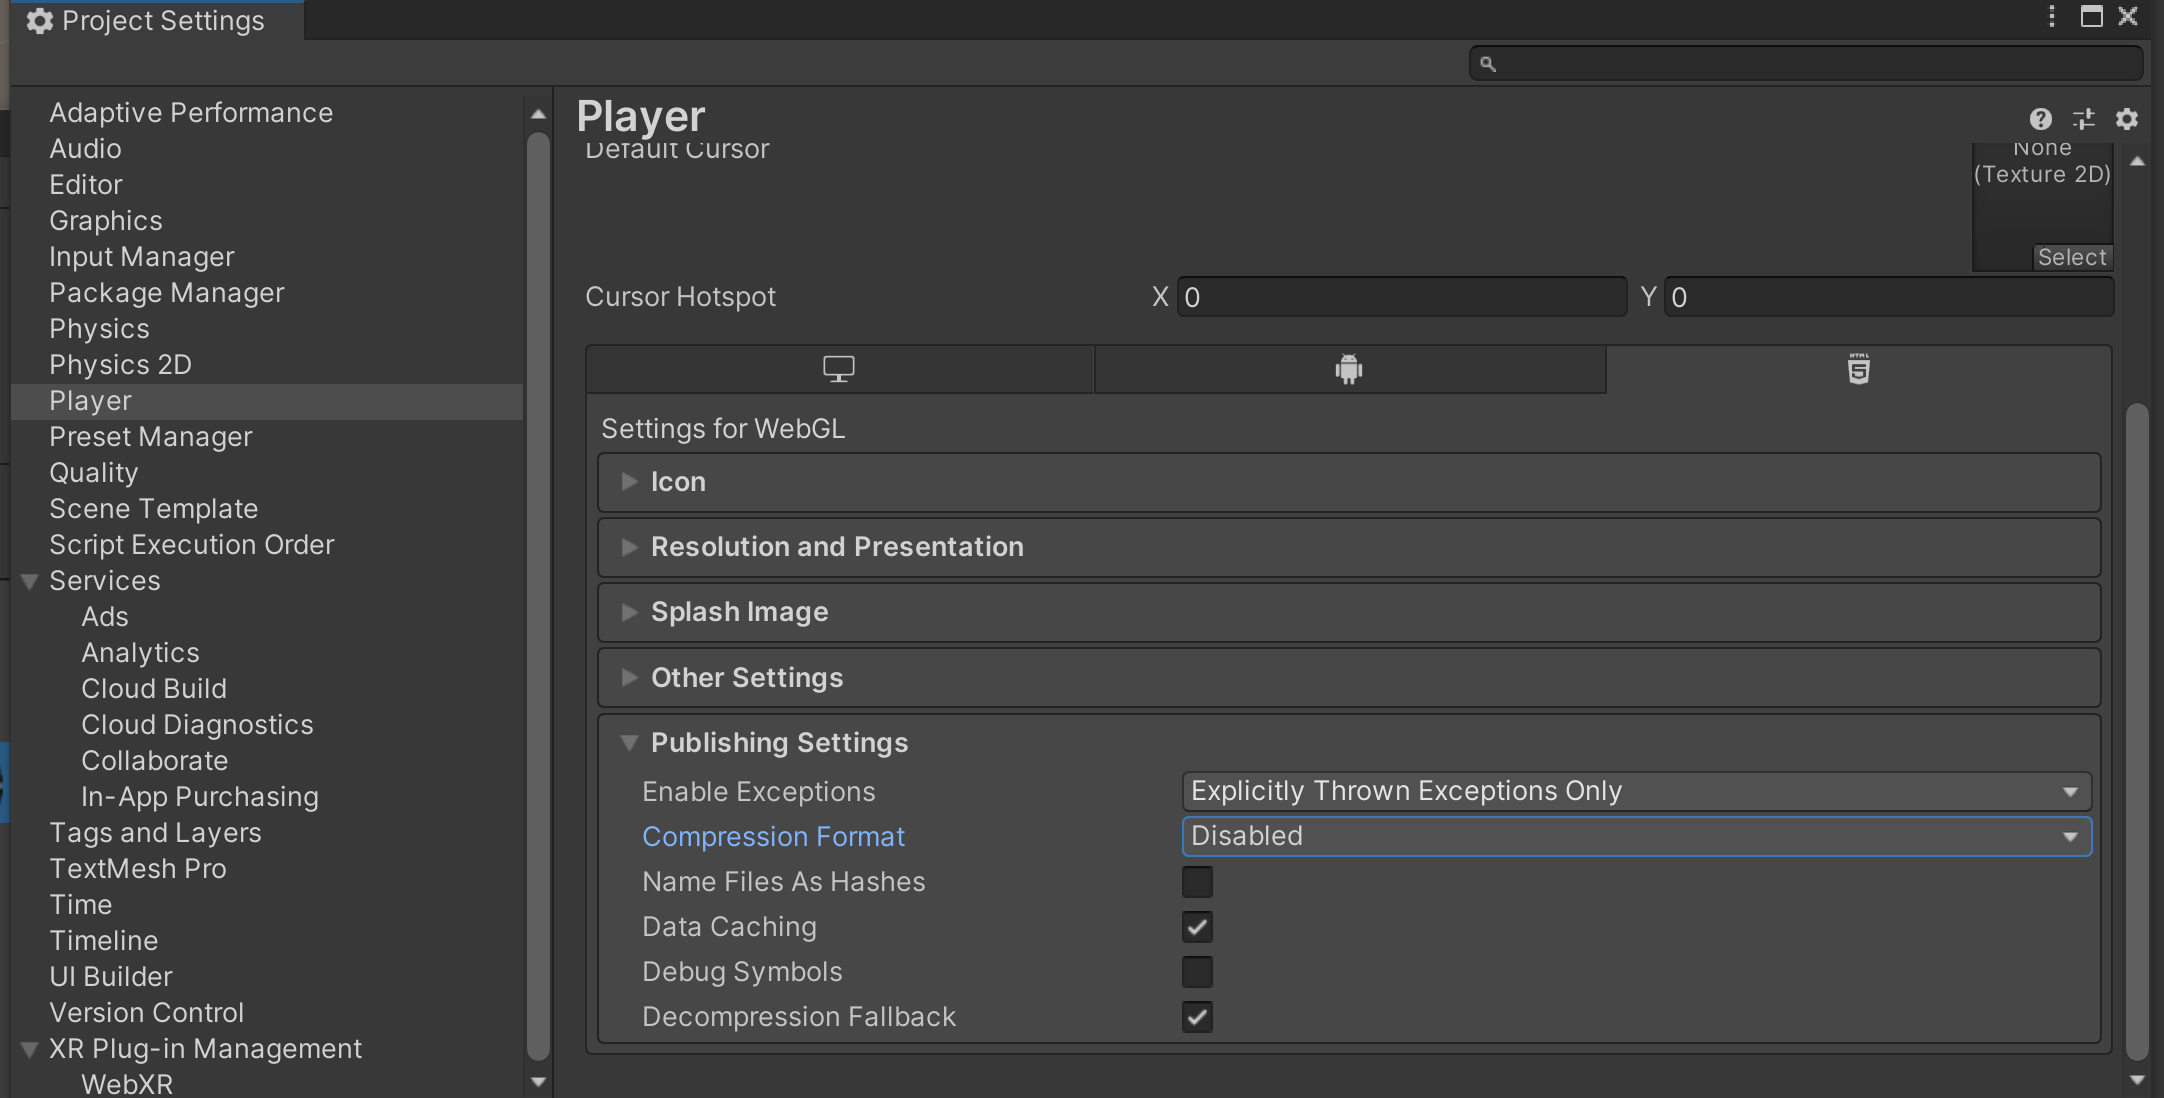 Project Settings
Adaptive Performance
Audio
Editor
Graphics
Input Manager
Package Manager
Physics
Physics 2D
Player
Preset Manager
Quality
Scene Template
Script Execution Order
Services
Ads
Analytics
Cloud Build
Cloud Diagnostics
Collaborate
In-App Purchasing
Tags and Layers
TextMesh Pro
Time
Timeline
UI Builder
Version Control
XR Plug-in Management
WebXR
Player
Default Cursor
None
(Texture 2D)
Select
Cursor Hotspot X 0 Y 0
HTML 5
Settings for WebGL
Icon
Resolution and Presentation
Splash Image
Other Settings
Publishing Settings
Enable Exceptions Explicitly Thrown Exceptions Only
Compression Format Disabled
Name Files As Hashes
Data Caching
Debug Symbols
Decompression Fallback